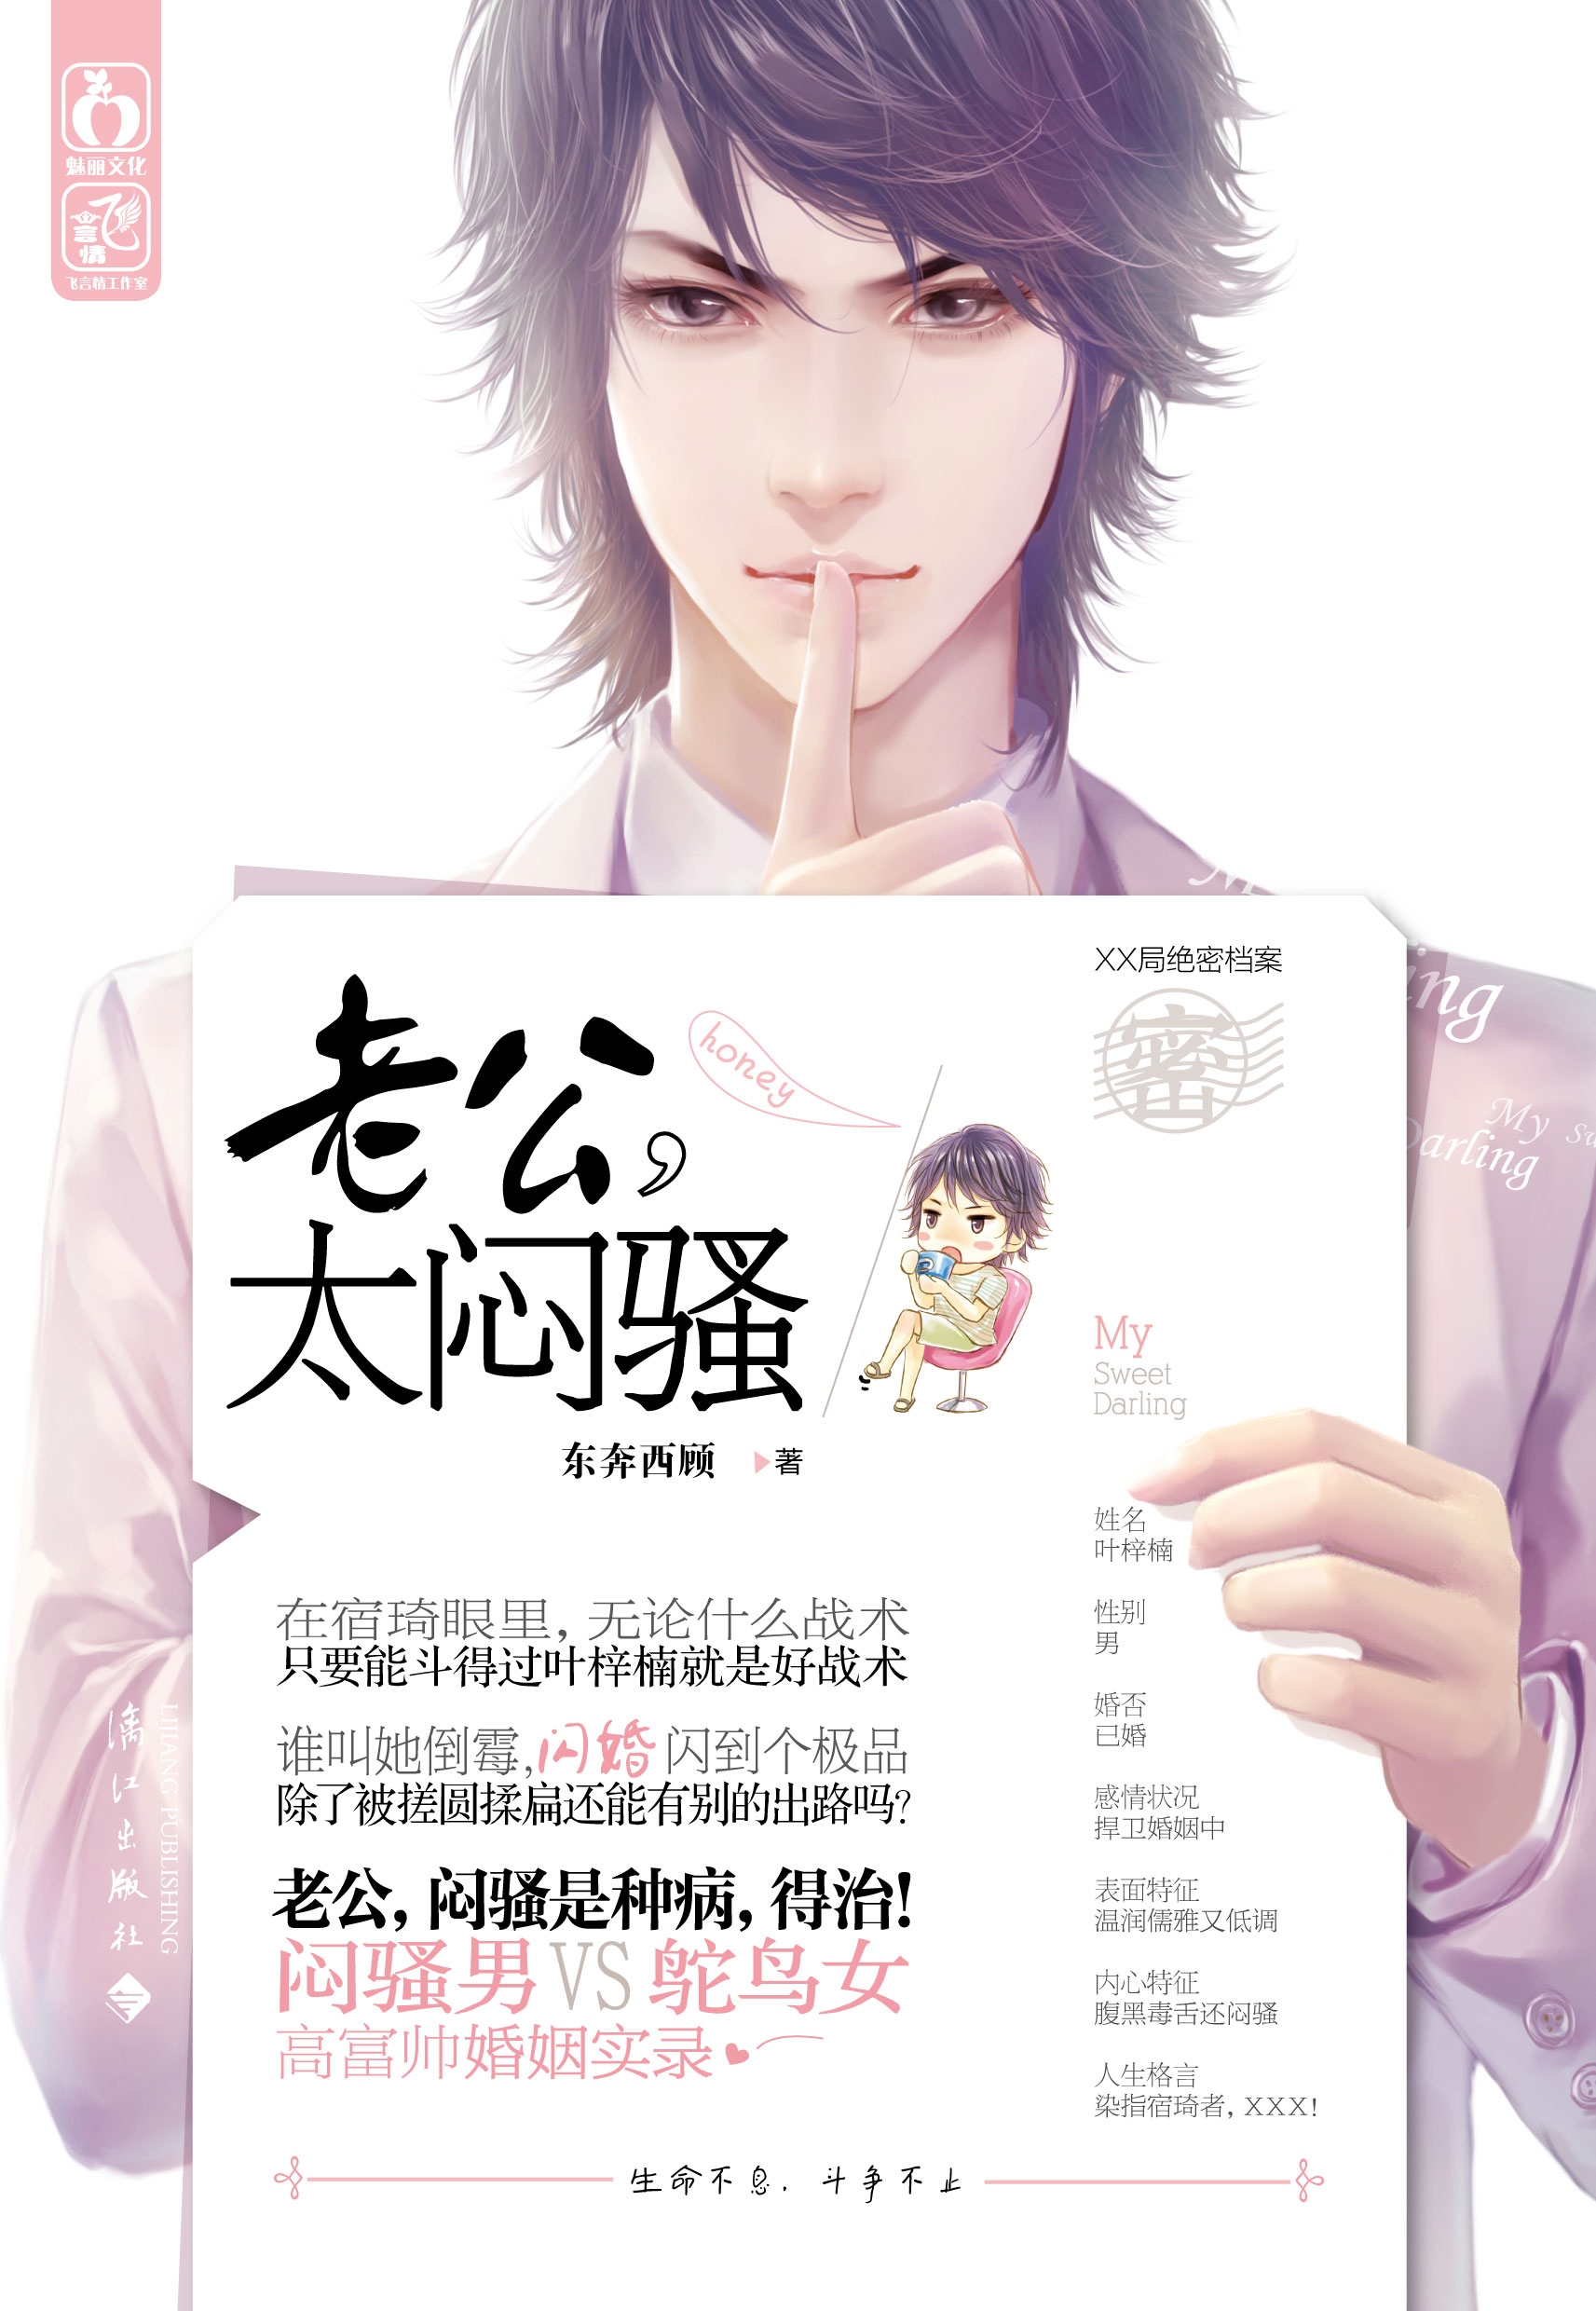 魅丽文化
飞言情
飞言情工作室
XX局绝密档案
密
老公,
honey
太闷骚
东奔西顾 著
My
Sweet
Darling
ing
My Su
Darling
在宿琦眼里，无论什么战术
只要能斗得过叶梓楠就是好战术
谁叫她倒霉,闪婚闪到个极品
除了被搓圆揉扁还能有别的出路吗?
老公，闷骚是种病，得治!
闷骚男VS鸵鸟女
高富帅婚姻实录
姓名
叶梓楠
性别
男
婚否
已婚
感情状况
捍卫婚姻中
表面特征
温润儒雅又低调
内心特征
腹黑毒舌还闷骚
人生格言
染指宿琦者，XXX!
生命不息，斗争不止
漓江出版社
LIJIANG PUBLISHING